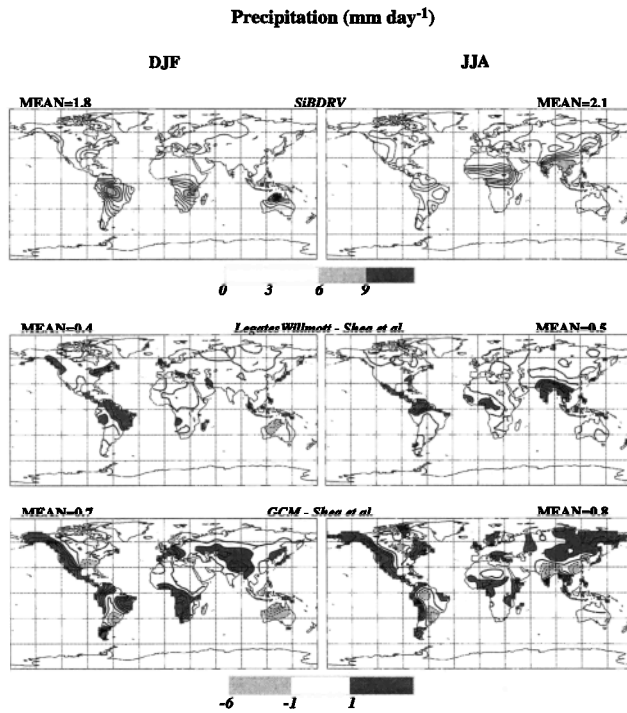 Precipitation (mm day-1)
DJF JJA
MEAN=1.8 SiBDRV MEAN=2.1
0 3 6 9
MEAN=0.4 LegatesWillmott - Shea et al. MEAN=0.5
MEAN=0.7 GCM - Shea et al. MEAN=0.8
-6 -1 1